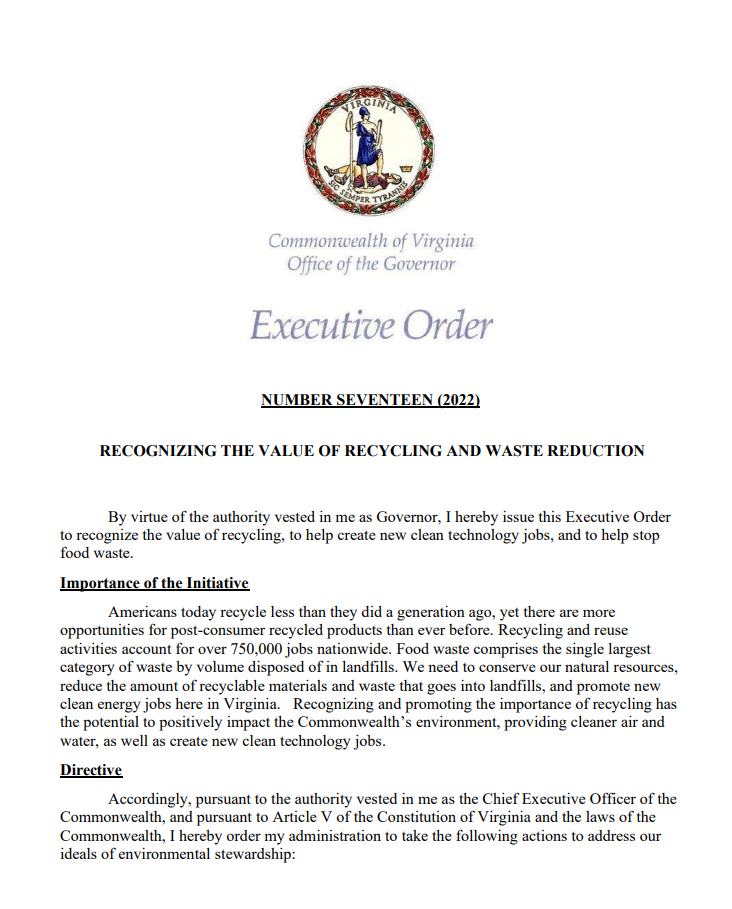 VIRGINIA
SIC SEMPER TYRANNIS
Commonwealth of Virginia
Office of the Governor
Executive Order
NUMBER SEVENTEEN (2022)
RECOGNIZING THE VALUE OF RECYCLING AND WASTE REDUCTION
By virtue of the authority vested in me as Governor, I hereby issue this Executive Order
to recognize the value of recycling, to help create new clean technology jobs, and to help stop
food waste.
Importance of the Initiative
Americans today recycle less than they did a generation ago, yet there are more
opportunities for post-consumer recycled products than ever before. Recycling and reuse
activities account for over 750,000 jobs nationwide. Food waste comprises the single largest
category of waste by volume disposed of in landfills. We need to conserve our natural resources,
reduce the amount of recyclable materials and waste that goes into landfills, and promote new
clean energy jobs here in Virginia.   Recognizing and promoting the importance of recycling has
the potential to positively impact the Commonwealth’s environment, providing cleaner air and
water, as well as create new clean technology jobs.
Directive
Accordingly, pursuant to the authority vested in me as the Chief Executive Officer of the
Commonwealth, and pursuant to Article V of the Constitution of Virginia and the laws of the
Commonwealth, I hereby order my administration to take the following actions to address our
ideals of environmental stewardship: